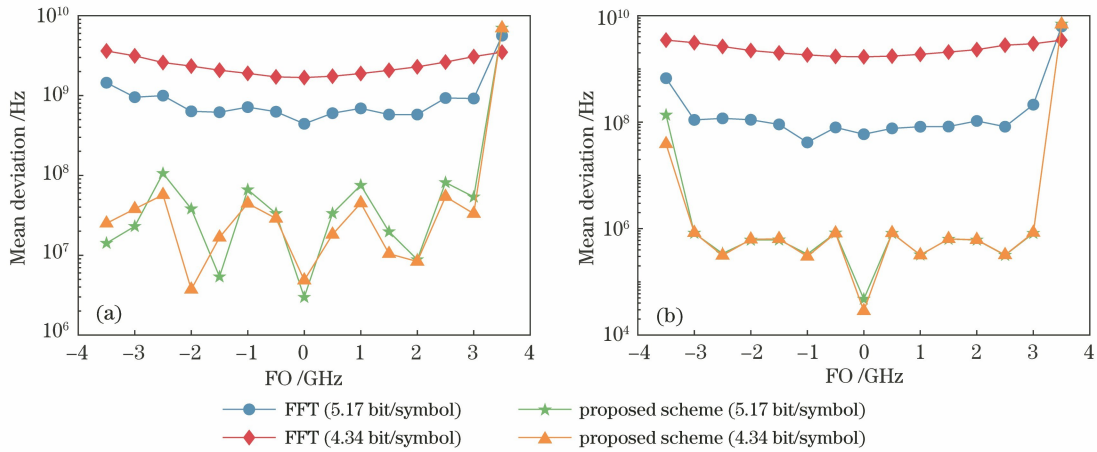 10¹⁰
10⁹
10⁸
10⁷
10⁶
Mean deviation /Hz
(a)
−4 −3 −2 −1 0 1 2 3 4
FO /GHz
10¹⁰
10⁸
10⁶
10⁴
Mean deviation /Hz
(b)
−4 −3 −2 −1 0 1 2 3 4
FO /GHz
FFT (5.17 bit/symbol) proposed scheme (5.17 bit/symbol)
FFT (4.34 bit/symbol) proposed scheme (4.34 bit/symbol)